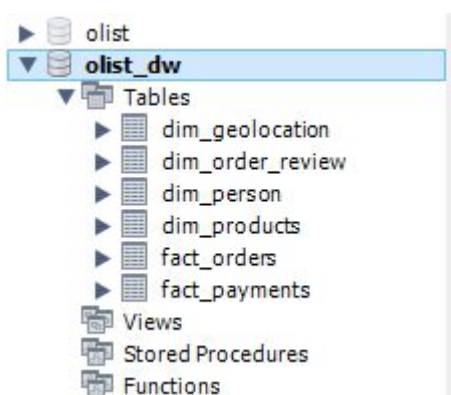 olist
olist_dw
Tables
dim_geolocation
dim_order_review
dim_person
dim_products
fact_orders
fact_payments
Views
Stored Procedures
Functions